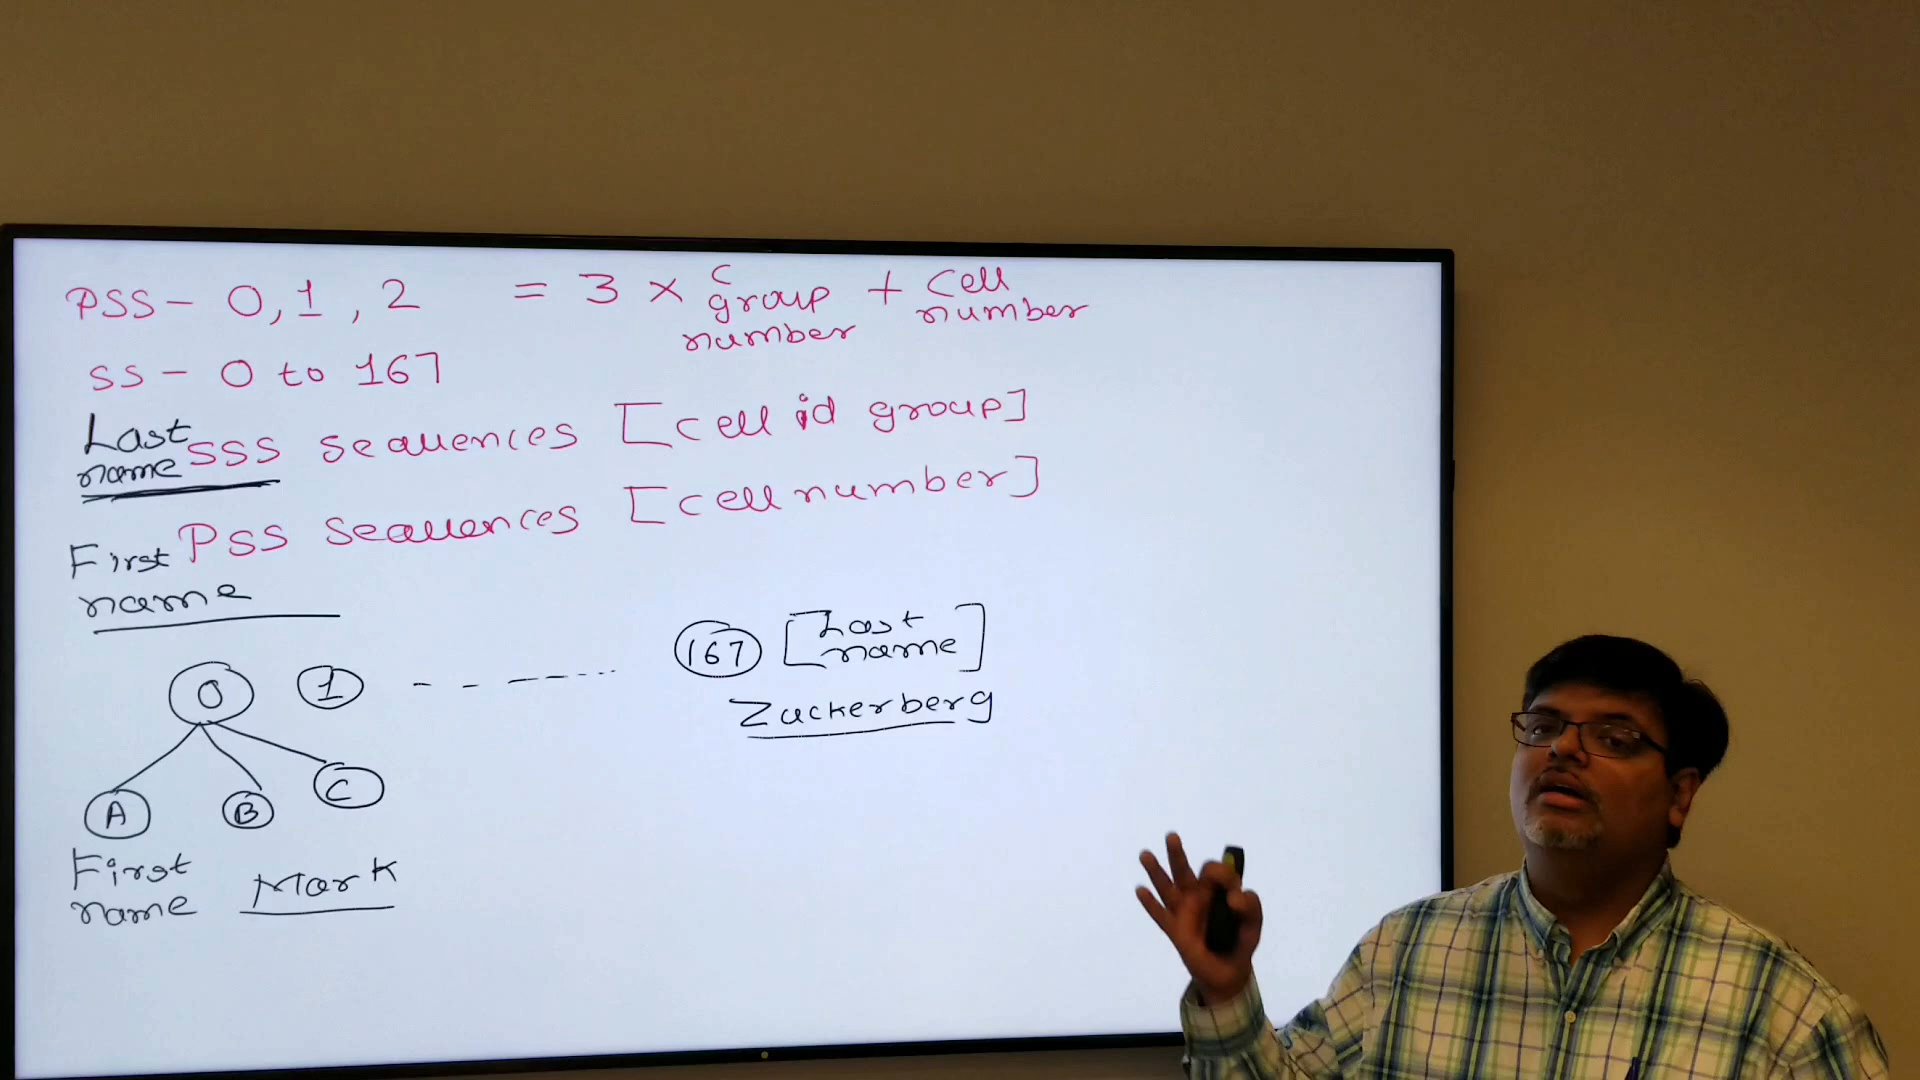 PSS - 0, 1, 2 = 3 × c group number + cell number
SS - 0 to 167
Last name SSS sequences [cell id group]
First name PSS sequences [cell number]
0 1 - - - - - ... 167 [Last name]
Zuckerberg
A B C
First name Mark